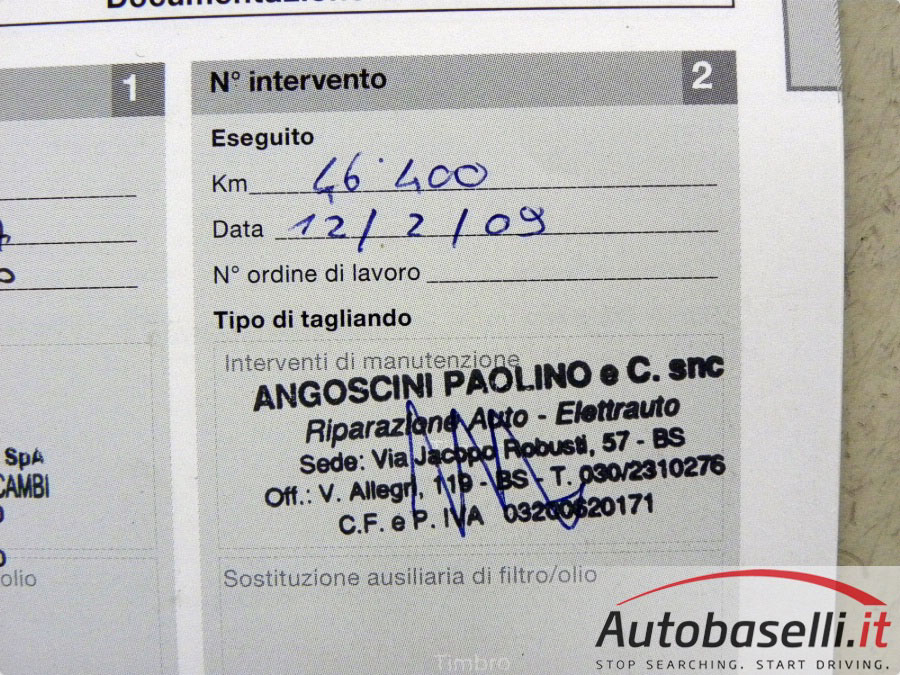 1
N° intervento 2
Eseguito
Km 46.400
Data 12/2/09
N° ordine di lavoro
Tipo di tagliando
Interventi di manutenzione
ANGOSCINI PAOLINO e C. snc
Riparazione Auto - Elettrauto
Sede: Via Jacopo Robusti, 57 - BS
Off.: V. Allegri, 119 - BS - T. 030/2310276
C.F. e P. IVA 03200620171
SpA
CAMBI
olio
Sostituzione ausiliaria di filtro/olio
Timbro
Autobaselli.it
STOP SEARCHING. START DRIVING.